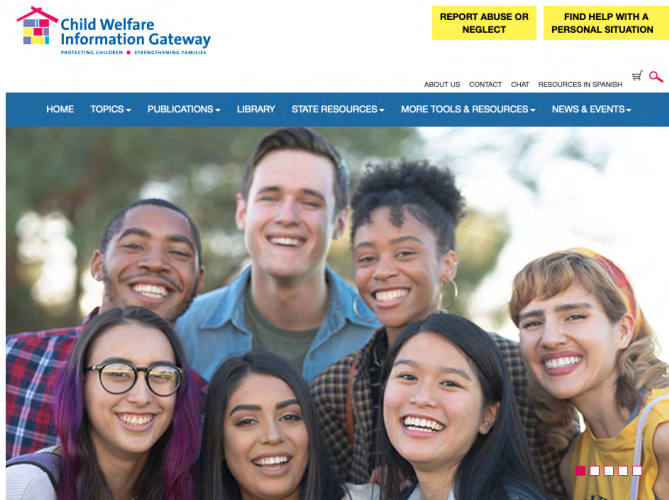 Child Welfare
Information Gateway
PROTECTING CHILDREN ■ STRENGTHENING FAMILIES
REPORT ABUSE OR
NEGLECT
FIND HELP WITH A
PERSONAL SITUATION
ABOUT US CONTACT CHAT RESOURCES IN SPANISH
HOME TOPICS PUBLICATIONS LIBRARY STATE RESOURCES MORE TOOLS & RESOURCES NEWS & EVENTS